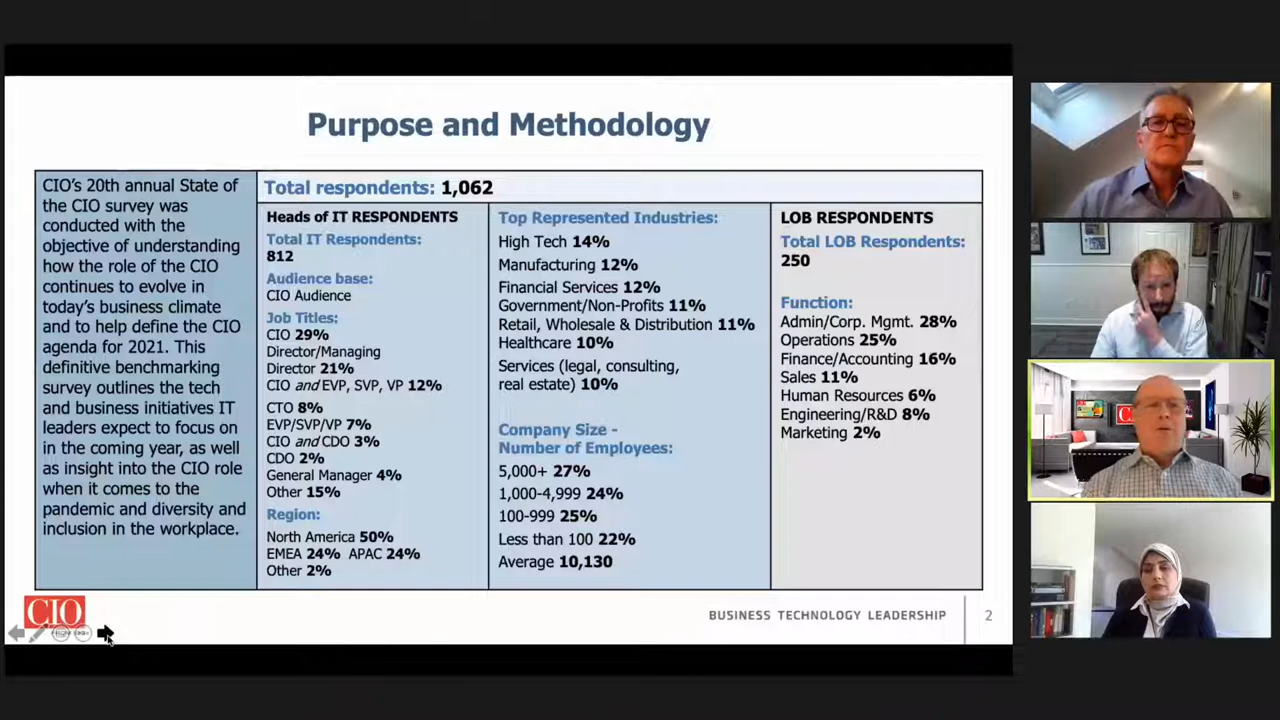 Purpose and Methodology
CIO's 20th annual State of
the CIO survey was
conducted with the
objective of understanding
how the role of the CIO
continues to evolve in
today's business climate
and to help define the CIO
agenda for 2021. This
definitive benchmarking
survey outlines the tech
and business initiatives IT
leaders expect to focus on
in the coming year, as well
as insight into the CIO role
when it comes to the
pandemic and diversity and
inclusion in the workplace.
Total respondents: 1,062
Heads of IT RESPONDENTS
Total IT Respondents:
812
Audience base:
CIO Audience
Job Titles:
CIO 29%
Director/Managing
Director 21%
CIO and EVP, SVP, VP 12%
CTO 8%
EVP/SVP/VP 7%
CIO and CDO 3%
CDO 2%
General Manager 4%
Other 15%
Region:
North America 50%
EMEA 24% APAC 24%
Other 2%
Top Represented Industries:
High Tech 14%
Manufacturing 12%
Financial Services 12%
Government/Non-Profits 11%
Retail, Wholesale & Distribution 11%
Healthcare 10%
Services (legal, consulting,
real estate) 10%
Company Size -
Number of Employees:
5,000+ 27%
1,000-4,999 24%
100-999 25%
Less than 100 22%
Average 10,130
LOB RESPONDENTS
Total LOB Respondents:
250
Function:
Admin/Corp. Mgmt. 28%
Operations 25%
Finance/Accounting 16%
Sales 11%
Human Resources 6%
Engineering/R&D 8%
Marketing 2%
CIO
BUSINESS TECHNOLOGY LEADERSHIP
2